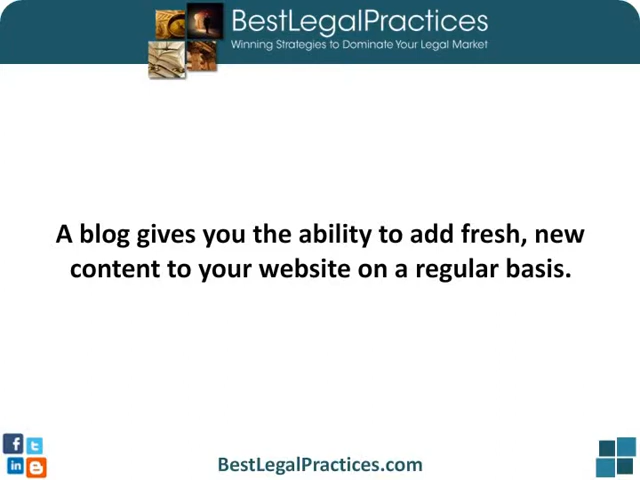 BestLegalPractices
Winning Strategies to Dominate Your Legal Market
A blog gives you the ability to add fresh, new
content to your website on a regular basis.
BestLegalPractices.com